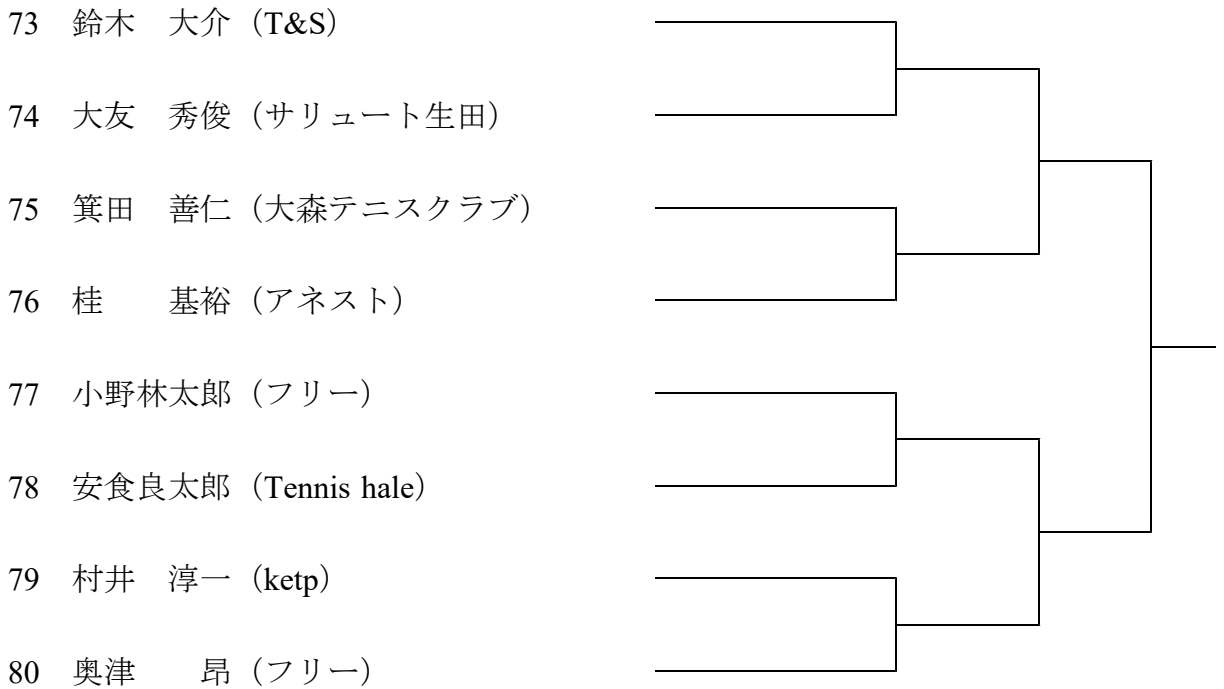 73 鈴木 大介（T&S）
74 大友 秀俊（サリュート生田）
75 箕田 善仁（大森テニスクラブ）
76 桂 基裕（アネスト）
77 小野林太郎（フリー）
78 安食良太郎（Tennis hale）
79 村井 淳一（ketp）
80 奥津 昂（フリー）